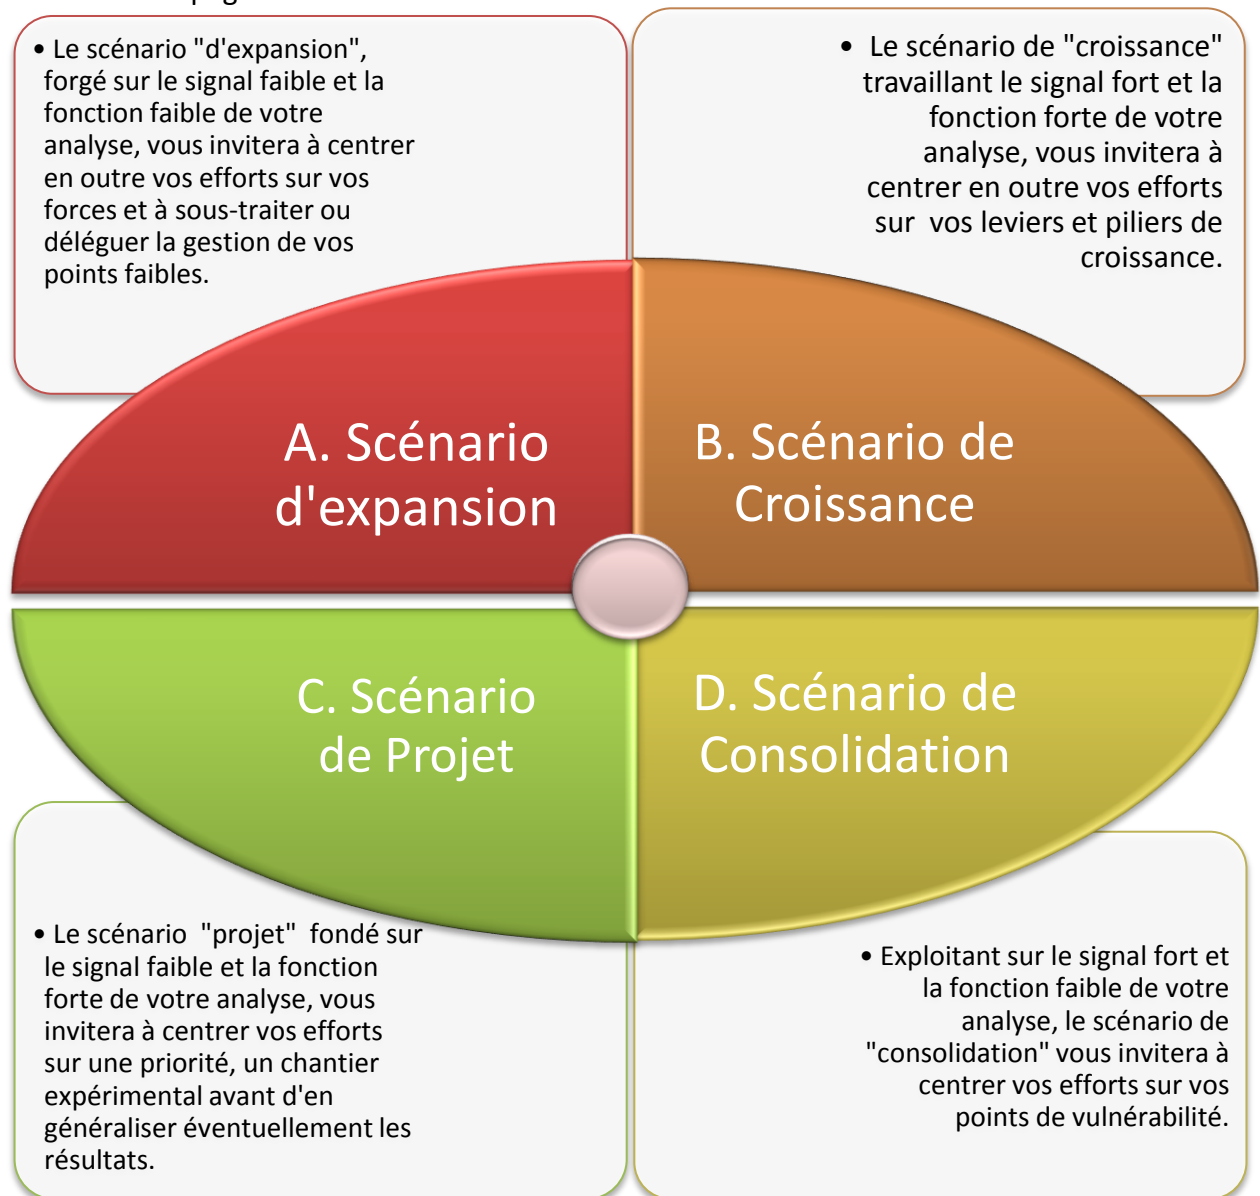 • Le scénario "d'expansion",
forgé sur le signal faible et la
fonction faible de votre
analyse, vous invitera à centrer
en outre vos efforts sur vos
forces et à sous-traiter ou
déléguer la gestion de vos
points faibles.
• Le scénario de "croissance"
travaillant le signal fort et la
fonction forte de votre
analyse, vous invitera à
centrer en outre vos efforts
sur vos leviers et piliers de
croissance.
A. Scénario
d'expansion
B. Scénario de
Croissance
C. Scénario
de Projet
D. Scénario de
Consolidation
• Le scénario "projet" fondé sur
le signal faible et la fonction
forte de votre analyse, vous
invitera à centrer vos efforts
sur une priorité, un chantier
expérimental avant d'en
généraliser éventuellement les
résultats.
• Exploitant sur le signal fort et
la fonction faible de votre
analyse, le scénario de
"consolidation" vous invitera à
centrer vos efforts sur vos
points de vulnérabilité.